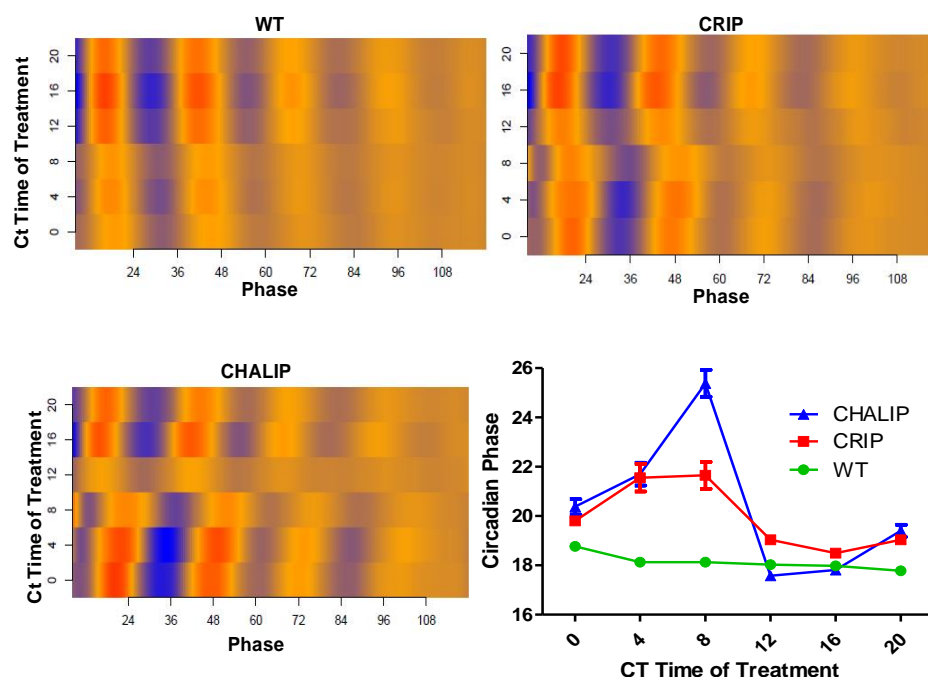 WT
Ct Time of Treatment
20
16
12
8
4
0
24 36 48 60 72 84 96 108
Phase
CRIP
20
16
12
8
4
0
24 36 48 60 72 84 96 108
Phase
CHALIP
Ct Time of Treatment
20
16
12
8
4
0
24 36 48 60 72 84 96 108
Phase
Circadian Phase
26
24
22
20
18
16
CHALIP
CRIP
WT
0 4 8 12 16 20
CT Time of Treatment